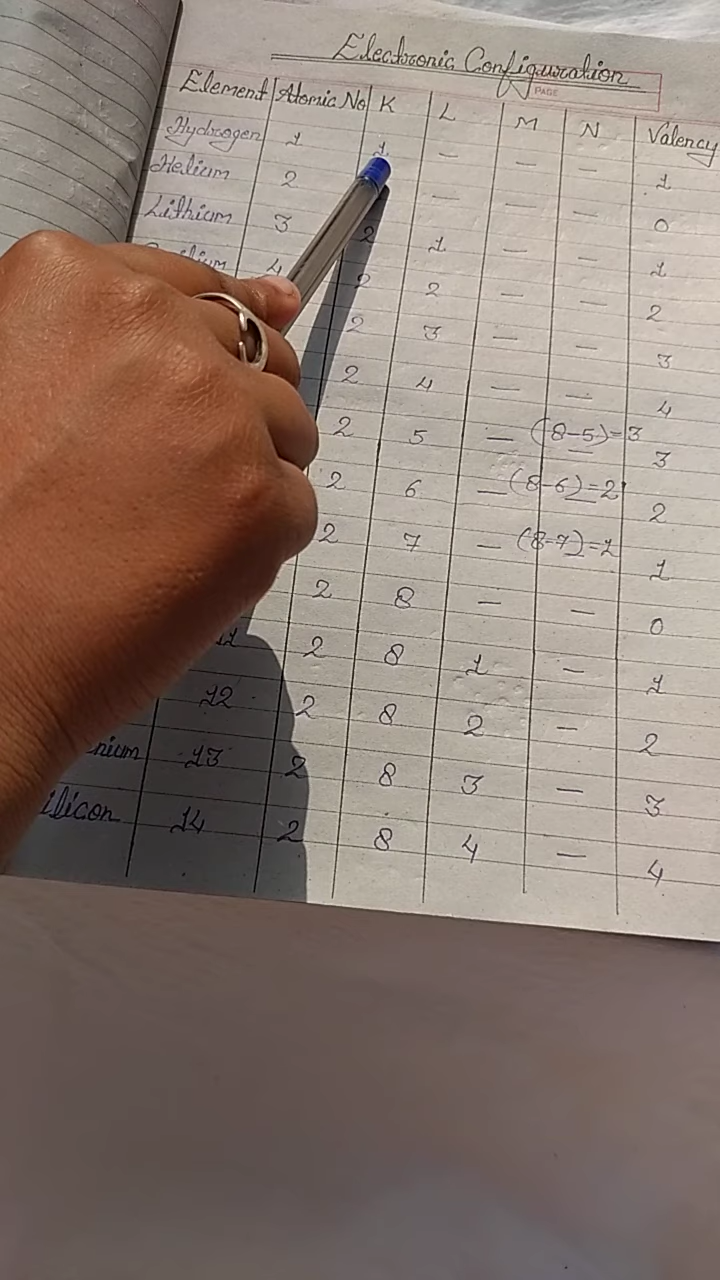 Electronic Configuration
PAGE
Element Atomic No K L M N Valency
Hydrogen 1 1 — — — 1
Helium 2 — — — 0
Lithium 3 2 1 — — 1
4 2 2 — — 2
2 3 — — 3
2 4 — — 4
2 5 — (8-5)=3 — 3
2 6 — (8-6)=2 — 2
2 7 — (8-7)=1 — 1
2 8 — — 0
11 2 8 1 — 1
12 2 8 2 — 2
nium 13 2 8 3 — 3
ilicon 14 2 8 4 — 4